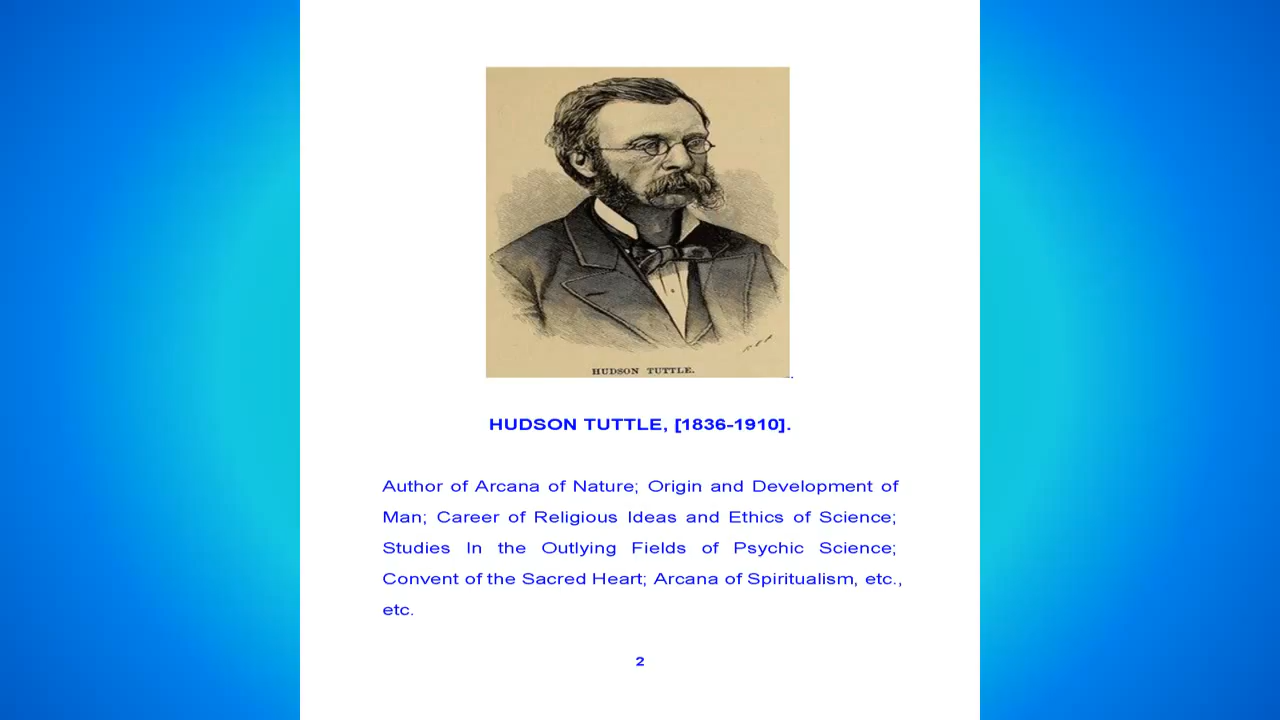 HUDSON TUTTLE.
HUDSON TUTTLE, [1836-1910].
Author of Arcana of Nature; Origin and Development of
Man; Career of Religious Ideas and Ethics of Science;
Studies In the Outlying Fields of Psychic Science;
Convent of the Sacred Heart; Arcana of Spiritualism, etc.,
etc.
2